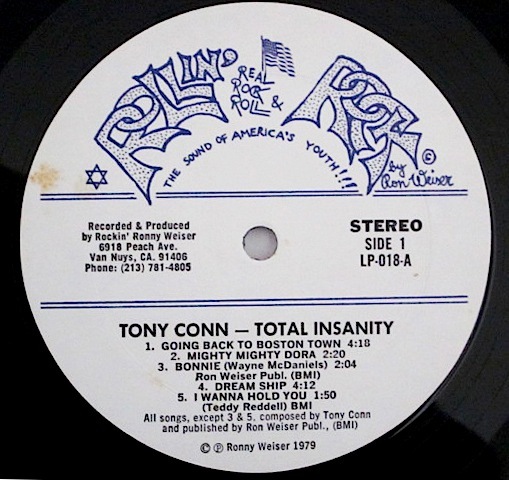 ROLLIN' ROCK
REAL
ROCK
&
ROLL
THE SOUND OF AMERICA'S YOUTH!!!
©
by
Ron Weiser
Recorded & Produced
by Rockin' Ronny Weiser
6918 Peach Ave.
Van Nuys, CA. 91406
Phone: (213) 781-4805
STEREO
SIDE 1
LP-018-A
TONY CONN — TOTAL INSANITY
1. GOING BACK TO BOSTON TOWN 4:18
2. MIGHTY MIGHTY DORA 2:20
3. BONNIE (Wayne McDaniels) 2:04
Ron Weiser Publ. (BMI)
4. DREAM SHIP 4:12
5. I WANNA HOLD YOU 1:50
(Teddy Reddell) BMI
All songs, except 3 & 5. composed by Tony Conn
and published by Ron Weiser Publ., (BMI)
© ℗ Ronny Weiser 1979